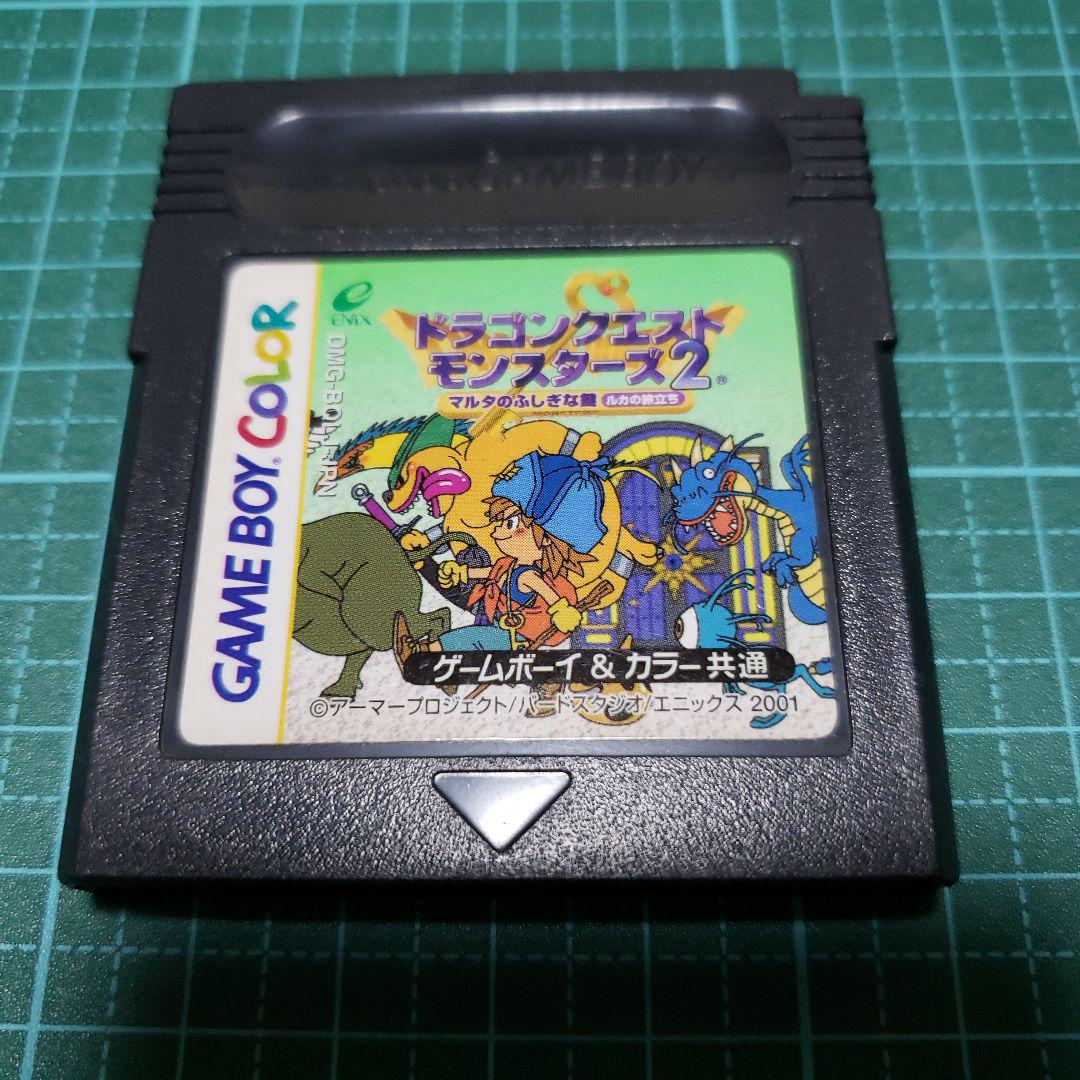 GAME BOY
GAME BOY COLOR
ENIX
DMG-BQLJ-JPN
ドラゴンクエスト
モンスターズ2®
マルタのふしぎな鍵 ルカの旅立ち
ゲームボーイ & カラー共通
©アーマープロジェクト/バードスタジオ/エニックス 2001